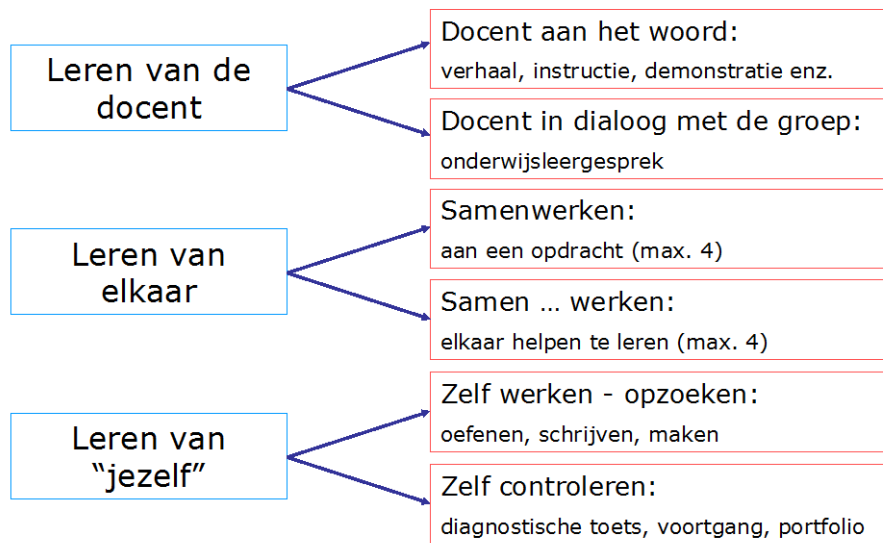 Leren van de
docent
Docent aan het woord:
verhaal, instructie, demonstratie enz.
Docent in dialoog met de groep:
onderwijsleergesprek
Leren van
elkaar
Samenwerken:
aan een opdracht (max. 4)
Samen ... werken:
elkaar helpen te leren (max. 4)
Leren van
“jezelf”
Zelf werken - opzoeken:
oefenen, schrijven, maken
Zelf controleren:
diagnostische toets, voortgang, portfolio